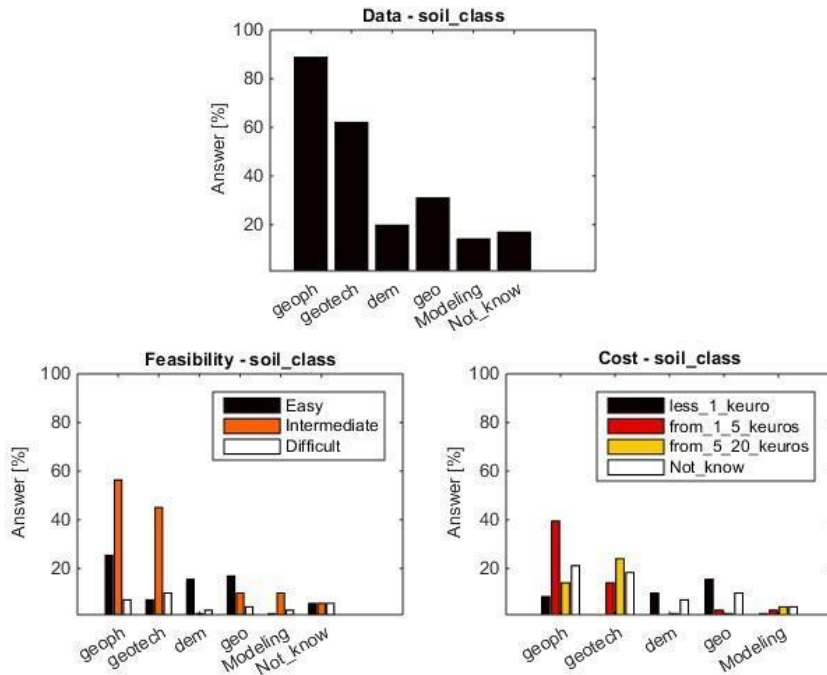 Data - soil_class
Answer [%]
100
80
60
40
20
geoph
geotech
dem
geo
Modeling
Not_know
Feasibility - soil_class
Answer [%]
100
80
60
40
20
Easy
Intermediate
Difficult
geoph
geotech
dem
geo
Modeling
Not_know
Cost - soil_class
Answer [%]
100
80
60
40
20
less_1_keuro
from_1_5_keuros
from_5_20_keuros
Not_know
geoph
geotech
dem
geo
Modeling